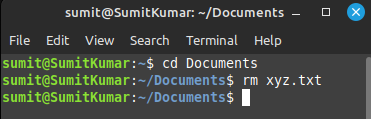 sumit@SumitKumar: ~/Documents
File Edit View Search Terminal Help
sumit@SumitKumar:~$ cd Documents
sumit@SumitKumar:~/Documents$ rm xyz.txt
sumit@SumitKumar:~/Documents$